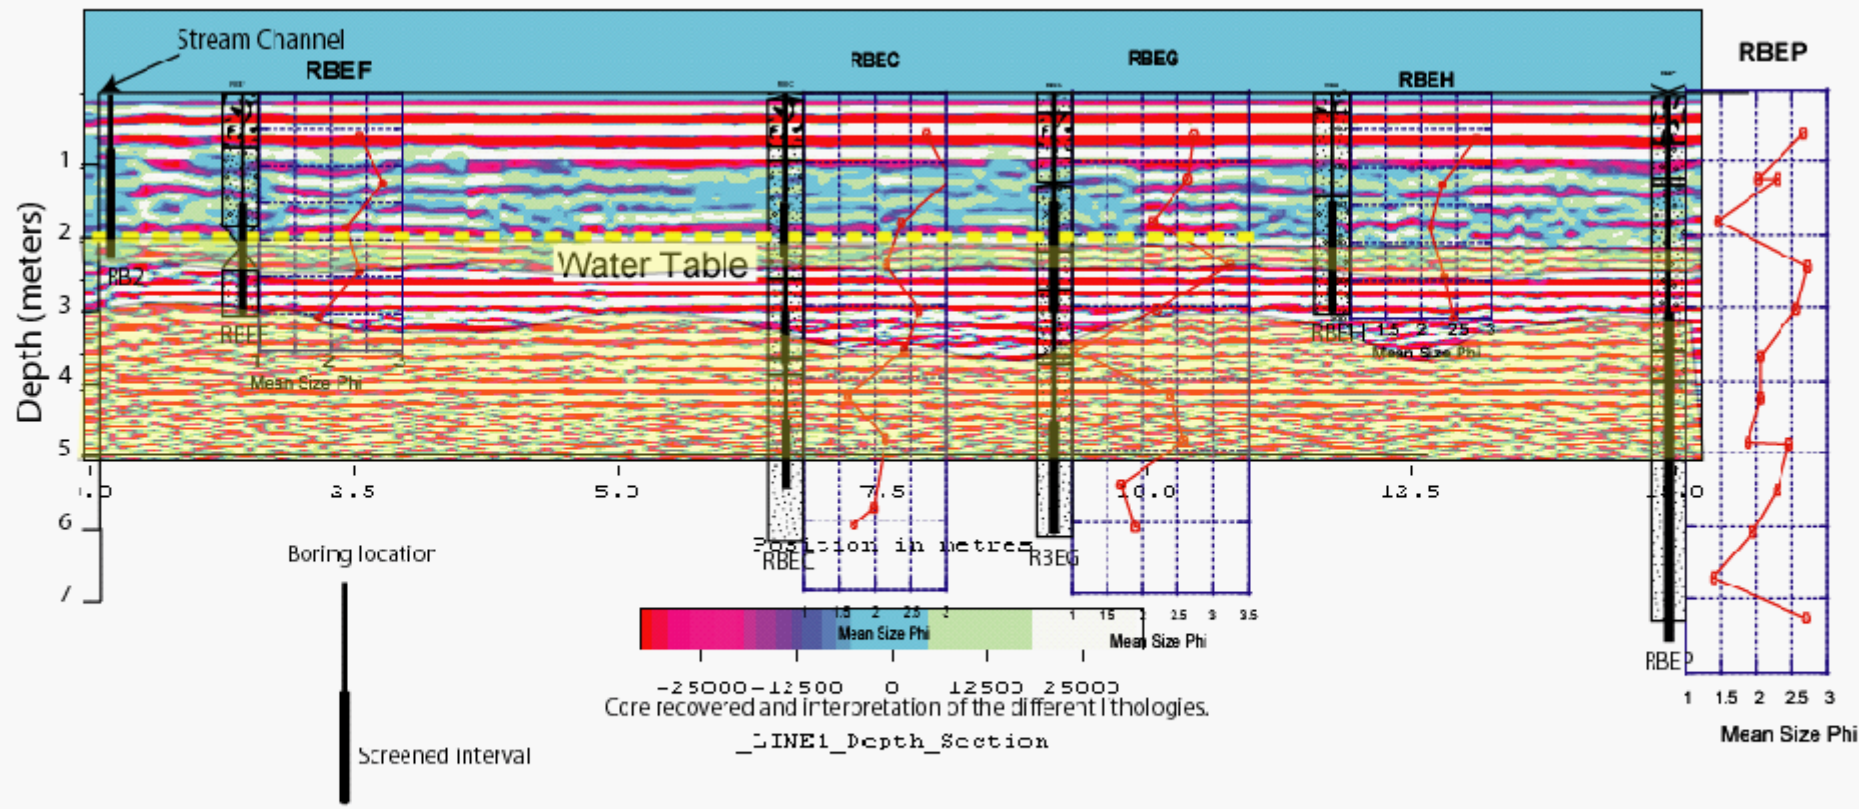 Stream Channel
RBEF
RBEC
RBEG
RBEH
RBEP
Depth (meters)
1
2
3
4
5
6
7
RB2
Water Table
1 2 3
Mean Size Phi
RBEH
1.5 2 2.5 3
Mean Size Phi
3.5 5.0 7.5 10.0 12.5
Position in metres
Boring location
RBEC
RBEG
RBEP
1 1.5 2 2.5 3
Mean Size Phi
1 1.5 2 2.5 3 3.5
Mean Size Phi
1 1.5 2 2.5 3
Mean Size Phi
-25000 -12500 0 12500 25000
Core recovered and interpretation of the different lithologies.
_LINE1_Depth_Section
Screened Interval